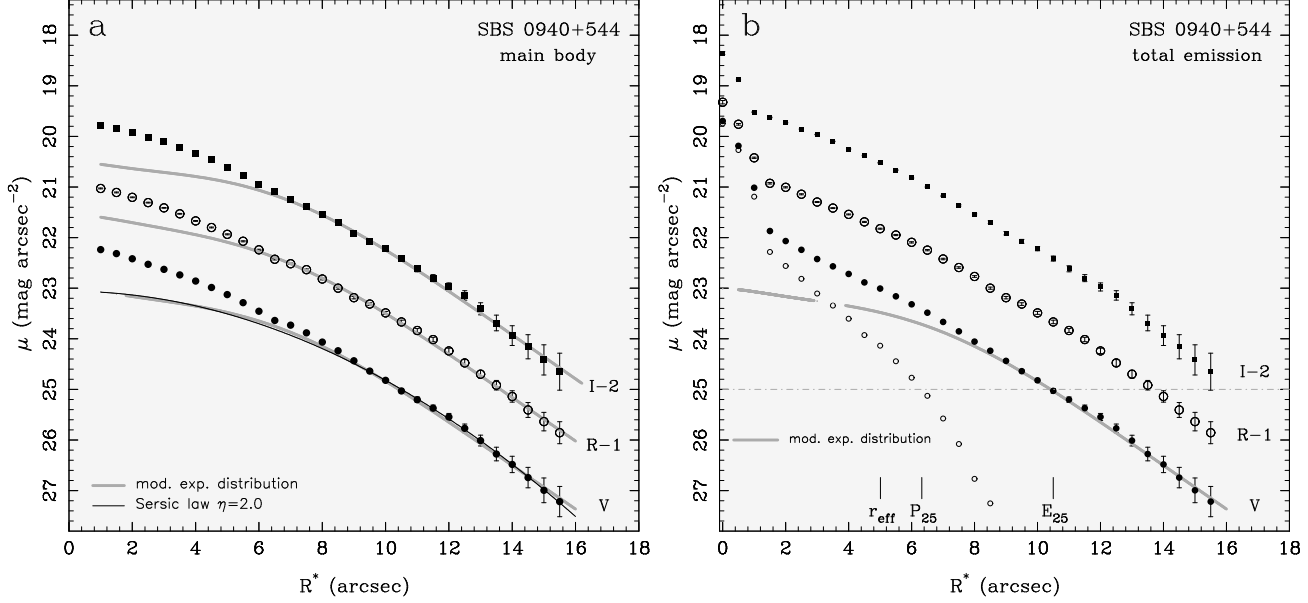 a
SBS 0940+544
main body
18
19
20
21
22
23
24
25
26
27
μ (mag arcsec⁻²)
I−2
R−1
V
mod. exp. distribution
Sersic law η=2.0
0 2 4 6 8 10 12 14 16 18
R* (arcsec)
b
SBS 0940+544
total emission
18
19
20
21
22
23
24
25
26
27
μ (mag arcsec⁻²)
I−2
R−1
V
mod. exp. distribution
r_eff P_25 E_25
0 2 4 6 8 10 12 14 16 18
R* (arcsec)